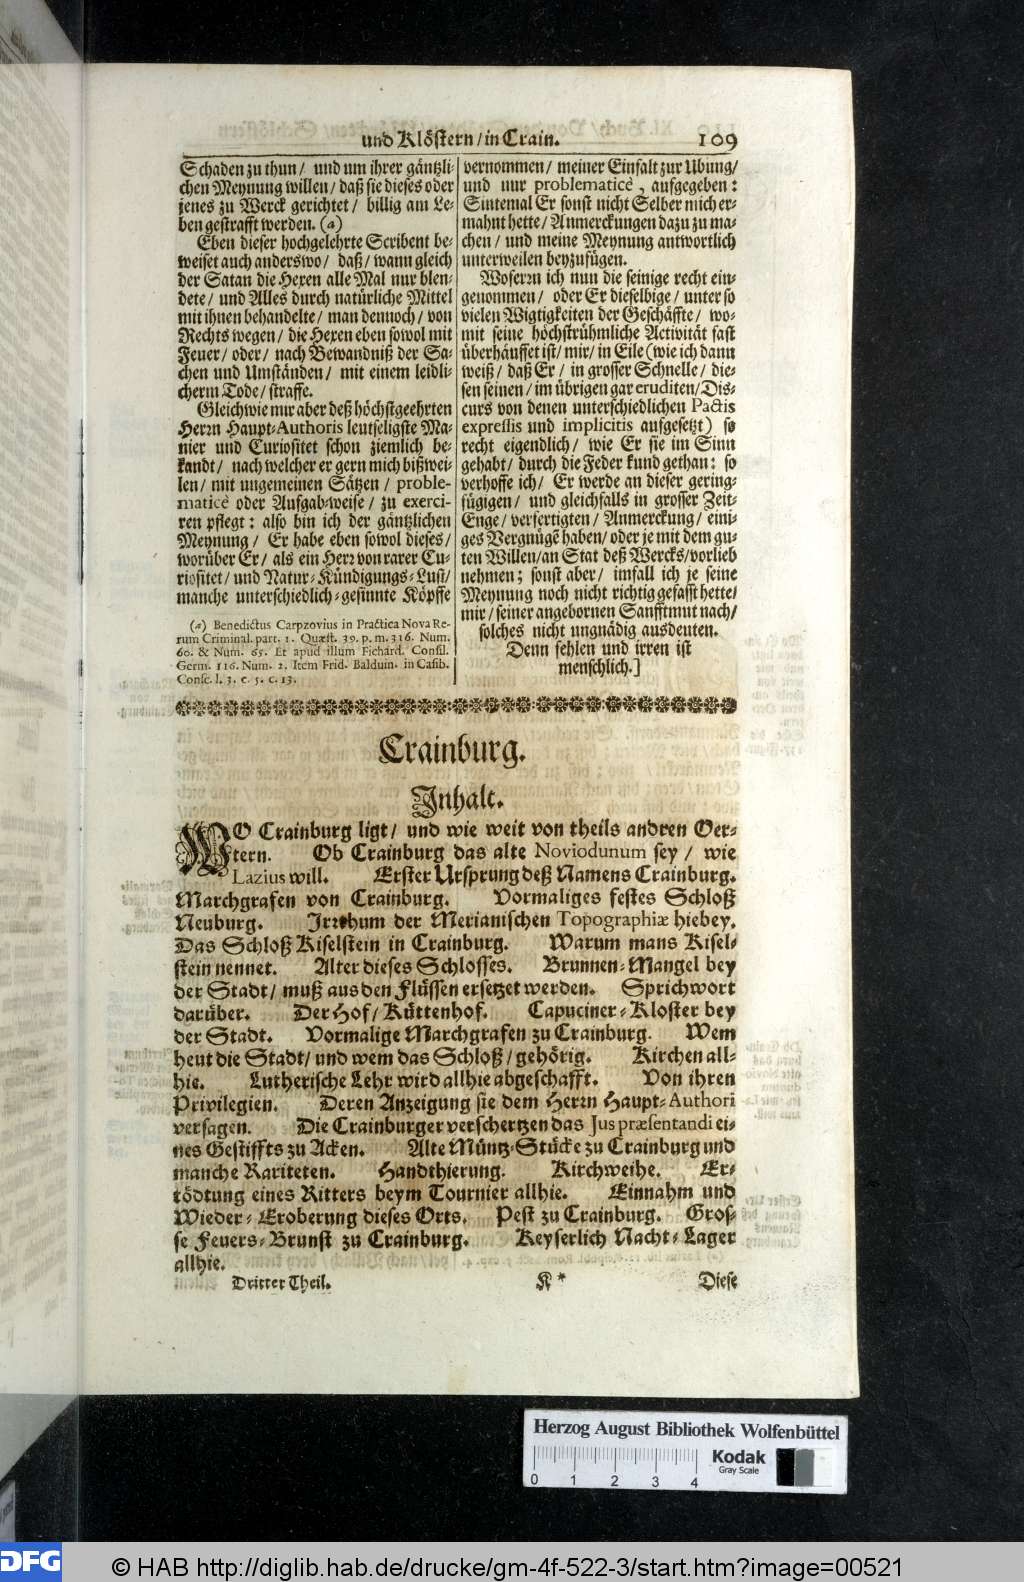 und Klöstern/in Crain. 109
Schaden zu thun/ und um ihrer gäntzli-
chen Meynung willen/ daß sie dieses oder
jenes zu Werck gerichtet/ billig am Le-
ben gestrafft werden. (a)
Eben dieser hochgelehrte Scribent be-
weiset auch anderswo/ daß/ wann gleich
der Satan die Hexen alle Mal nur blen-
dete/ und Alles durch natürliche Mittel
mit ihnen behandelte/ man dennoch/ von
Rechts wegen/ die Hexen eben sowol mit
Feuer/ oder/ nach Bewandniß der Sa-
chen und Umständen/ mit einem leidli-
cherm Tode/ straffe.
Gleichwie mir aber deß höchstgeehrten
Herrn Haupt-Authoris leutseligste Ma-
nier und Curiositet schon ziemlich be-
kandt/ nach welcher er gern mich bißwei-
len/ mit ungemeinen Sätzen/ proble-
maticè oder Aufgab-weise/ zu exerci-
ren pflegt: also bin ich der gäntzlichen
Meynung/ Er habe eben sowol dieses/
worüber Er/ als ein Herr von rarer Cu-
riositet/ und Natur-Kündigungs-Lust/
manche unterschiedlich-gesinnte Köpffe
(a) Benedictus Carpzovius in Practica Nova Re-
rum Criminal. part. 1. Quæst. 39. p. m. 316. Num.
60. & Num. 65. Et apud illum Fichard. Consil.
Germ. 116. Num. 2. Item Frid. Balduin. in Casib.
Consc. l. 3. c. 5. c. 13.
vernommen/ meiner Einfalt zur Ubung/
und nur problematicè, aufgegeben:
Sintemal Er sonst nicht Selber mich er-
mahnt hette/ Anmerckungen dazu zu ma-
chen/ und meine Meynung antwortlich
unterweilen beyzufügen.
Woferrn ich nun die seinige recht ein-
genommen/ oder Er dieselbige/ unter so
vielen Wigtigkeiten der Geschäffte/ wo-
mit seine höchstrühmliche Activität fast
überhäuffet ist/ mir/ in Eile (wie ich dann
weiß/ daß Er/ in grosser Schnelle/ die-
sen seinen/ im übrigen gar eruditen/ Dis-
curs von denen unterschiedlichen Pactis
expressis und implicitis aufgesetzt) so
recht eigendlich/ wie Er sie im Sinn
gehabt/ durch die Feder kund gethan: so
verhoffe ich/ Er werde an dieser gering-
fügigen/ und gleichfalls in grosser Zeit-
Enge/ verfertigten/ Anmerckung/ eini-
ges Vergnügẽ haben/ oder je mit dem gu-
ten Willen/an Stat deß Wercks/vorlieb
nehmen; sonst aber/ imfall ich je seine
Meynung noch nicht richtig gefasst hette/
mir/ seiner angebornen Sanfftmut nach/
solches nicht ungnädig ausdeuten.
Denn fehlen und irren ist
menschlich.]
Crainburg.
Inhalt.
WO Crainburg ligt/ und wie weit von theils andren Oer-
tern. Ob Crainburg das alte Noviodunum sey/ wie
Lazius will. Erster Ursprung deß Namens Crainburg.
Marchgrafen von Crainburg. Vormaliges festes Schloß
Neuburg. Irrthum der Merianischen Topographiæ hiebey.
Das Schloß Kiselstein in Crainburg. Warum mans Kisel-
stein nennet. Alter dieses Schlosses. Brunnen-Mangel bey
der Stadt/ muß aus den Flüssen ersetzet werden. Sprichwort
darüber. Der Hof/ Küttenhof. Capuciner-Kloster bey
der Stadt. Vormalige Marchgrafen zu Crainburg. Wem
heut die Stadt/ und wem das Schloß/ gehörig. Kirchen all-
hie. Lutherische Lehr wird allhie abgeschafft. Von ihren
Privilegien. Deren Anzeigung sie dem Herrn Haupt-Authori
versagen. Die Crainburger verschertzen das Jus præsentandi ei-
nes Gestiffts zu Acken. Alte Müntz-Stücke zu Crainburg und
manche Rariteten. Handthierung. Kirchweihe. Er-
tödtung eines Ritters beym Tournier allhie. Einnahm und
Wieder-Eroberung dieses Orts. Pest zu Crainburg. Gros-
se Feuers-Brunst zu Crainburg. Keyserlich Nacht-Lager
allhie.
Dritter Theil. K* Diese
Herzog August Bibliothek Wolfenbüttel
Kodak
Gray Scale
0 1 2 3 4
DFG © HAB http://diglib.hab.de/drucke/gm-4f-522-3/start.htm?image=00521